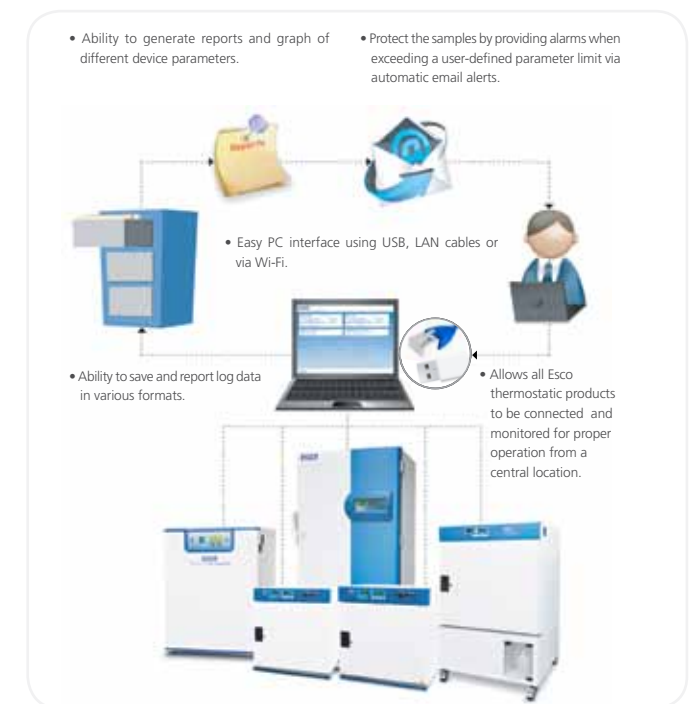 • Ability to generate reports and graph of
different device parameters.
• Protect the samples by providing alarms when
exceeding a user-defined parameter limit via
automatic email alerts.
Reports
• Easy PC interface using USB, LAN cables or
via Wi-Fi.
• Ability to save and report log data
in various formats.
• Allows all Esco
thermostatic products
to be connected and
monitored for proper
operation from a
central location.